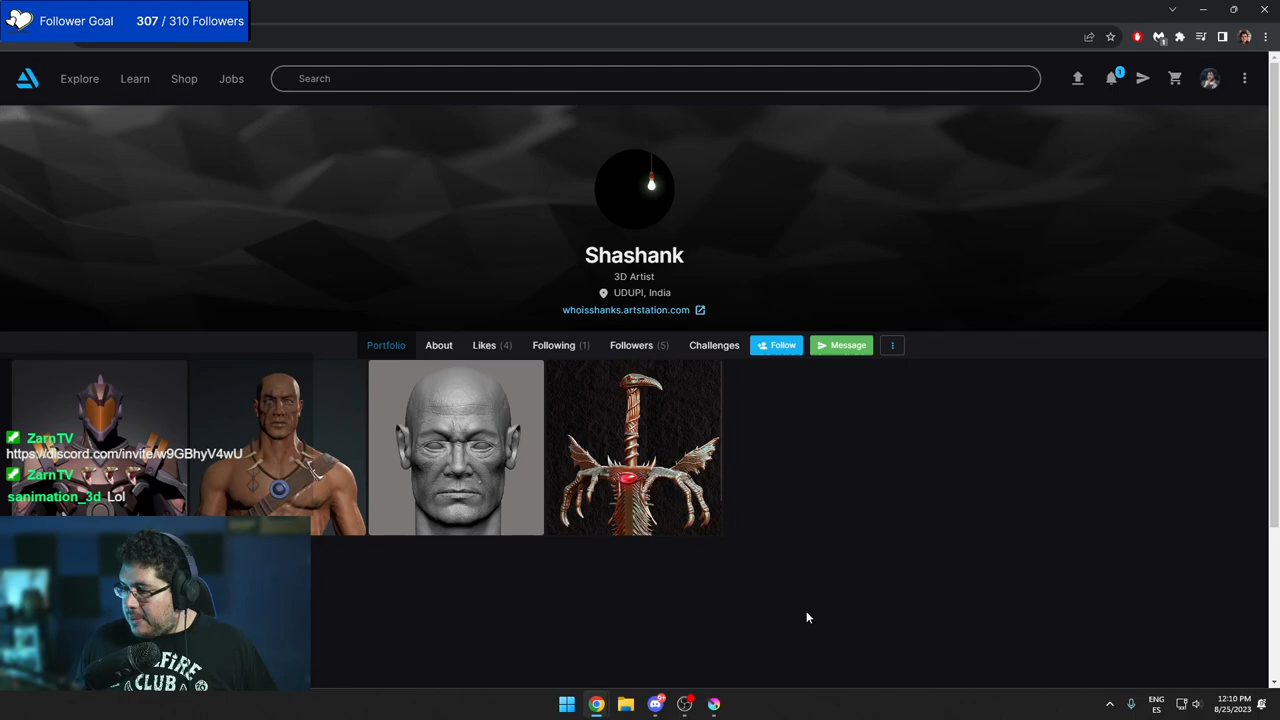 Follower Goal 307 / 310 Followers
Explore Learn Shop Jobs Search 1
Shashank
3D Artist
UDUPI, India
whoisshanks.artstation.com
Portfolio About Likes (4) Following (1) Followers (5) Challenges Follow Message
ZarnTV
https://discord.com/invite/w9GBhyV4wU
ZarnTV
sanimation_3d Lol
CLUB
ENG
ES
12:10 PM
8/25/2023